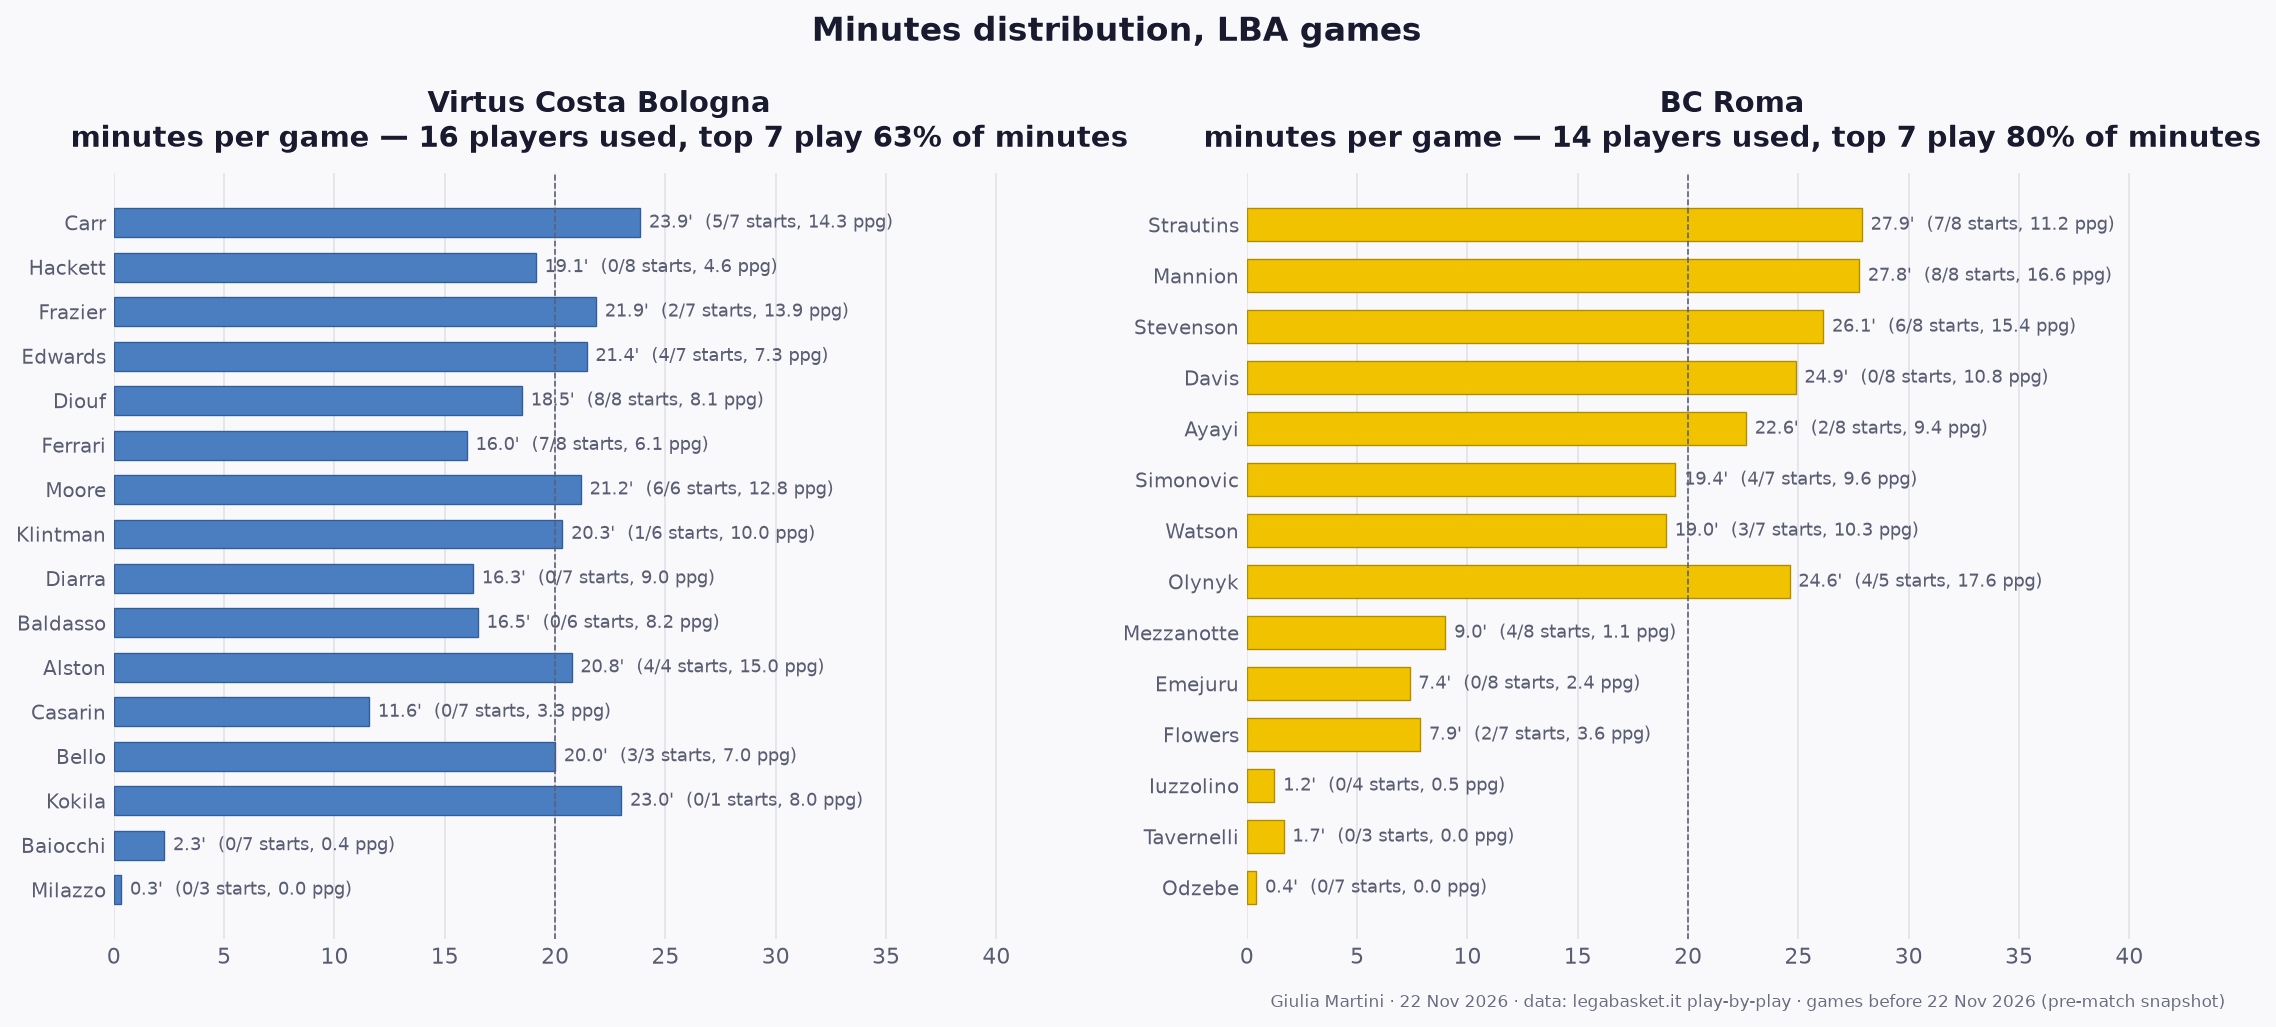 Minutes distribution, LBA games
Virtus Costa Bologna
minutes per game — 16 players used, top 7 play 63% of minutes
Carr 23.9' (5/7 starts, 14.3 ppg)
Hackett 19.1' (0/8 starts, 4.6 ppg)
Frazier 21.9' (2/7 starts, 13.9 ppg)
Edwards 21.4' (4/7 starts, 7.3 ppg)
Diouf 18.5' (8/8 starts, 8.1 ppg)
Ferrari 16.0' (7/8 starts, 6.1 ppg)
Moore 21.2' (6/6 starts, 12.8 ppg)
Klintman 20.3' (1/6 starts, 10.0 ppg)
Diarra 16.3' (0/7 starts, 9.0 ppg)
Baldasso 16.5' (0/6 starts, 8.2 ppg)
Alston 20.8' (4/4 starts, 15.0 ppg)
Casarin 11.6' (0/7 starts, 3.3 ppg)
Bello 20.0' (3/3 starts, 7.0 ppg)
Kokila 23.0' (0/1 starts, 8.0 ppg)
Baiocchi 2.3' (0/7 starts, 0.4 ppg)
Milazzo 0.3' (0/3 starts, 0.0 ppg)
0 5 10 15 20 25 30 35 40
BC Roma
minutes per game — 14 players used, top 7 play 80% of minutes
Strautins 27.9' (7/8 starts, 11.2 ppg)
Mannion 27.8' (8/8 starts, 16.6 ppg)
Stevenson 26.1' (6/8 starts, 15.4 ppg)
Davis 24.9' (0/8 starts, 10.8 ppg)
Ayayi 22.6' (2/8 starts, 9.4 ppg)
Simonovic 19.4' (4/7 starts, 9.6 ppg)
Watson 19.0' (3/7 starts, 10.3 ppg)
Olynyk 24.6' (4/5 starts, 17.6 ppg)
Mezzanotte 9.0' (4/8 starts, 1.1 ppg)
Emejuru 7.4' (0/8 starts, 2.4 ppg)
Flowers 7.9' (2/7 starts, 3.6 ppg)
Iuzzolino 1.2' (0/4 starts, 0.5 ppg)
Tavernelli 1.7' (0/3 starts, 0.0 ppg)
Odzebe 0.4' (0/7 starts, 0.0 ppg)
0 5 10 15 20 25 30 35 40
Giulia Martini · 22 Nov 2026 · data: legabasket.it play-by-play · games before 22 Nov 2026 (pre-match snapshot)